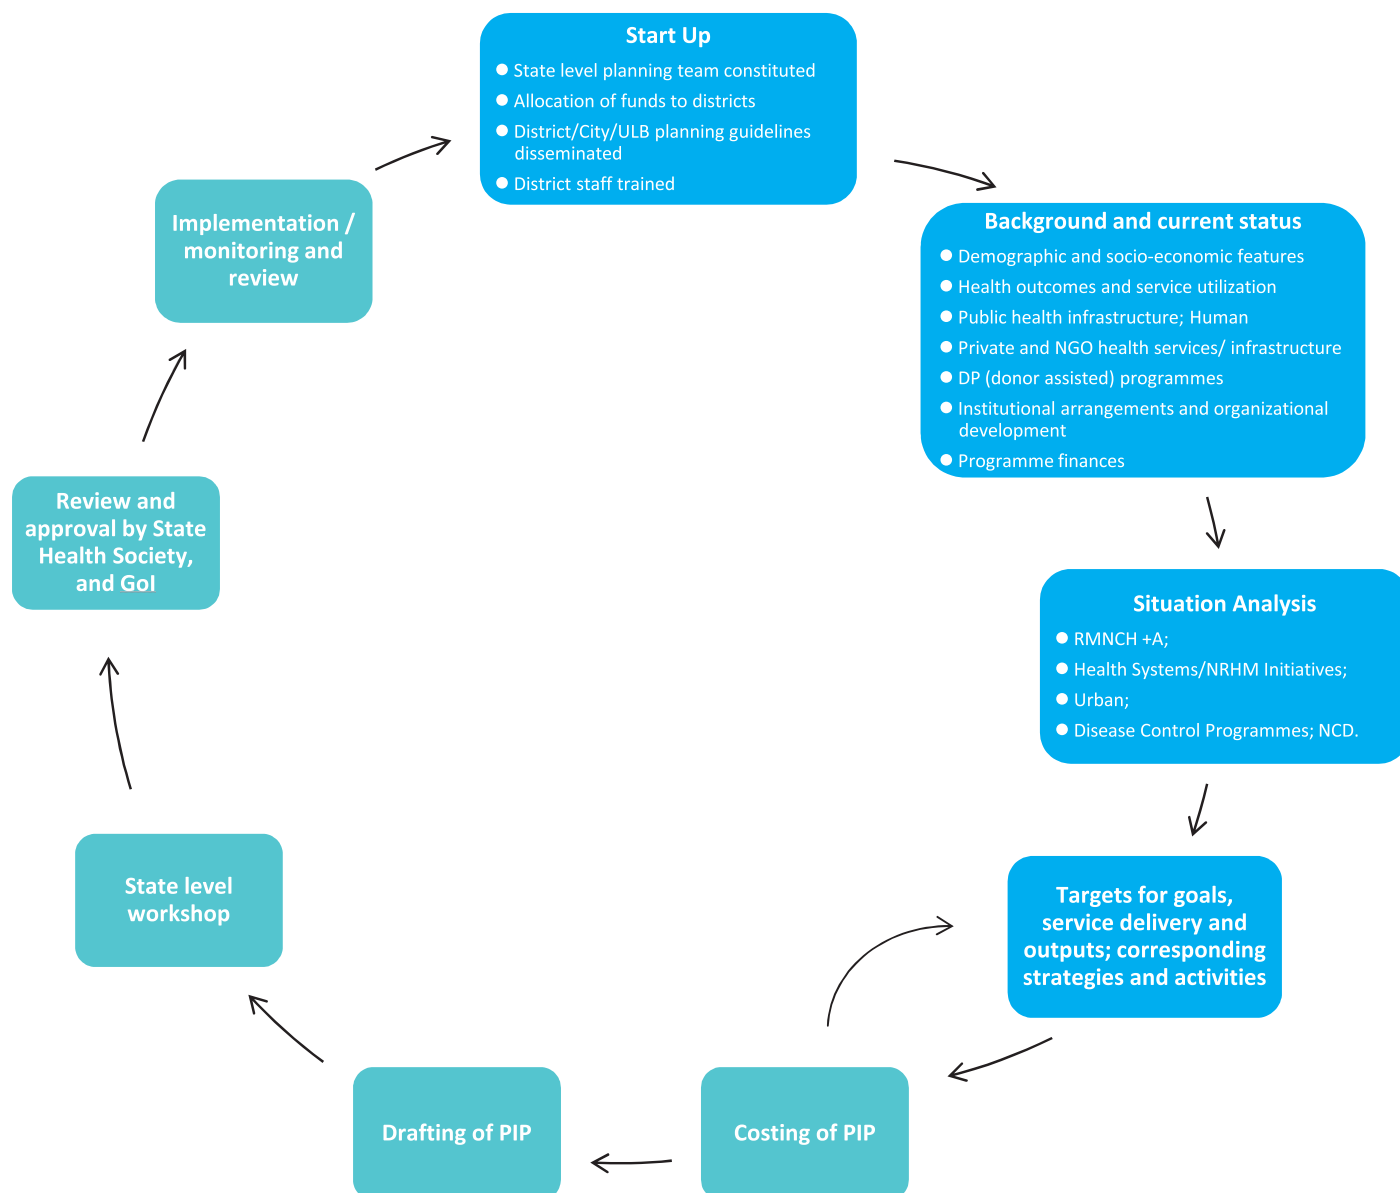 Start Up
State level planning team constituted
Allocation of funds to districts
District/City/ULB planning guidelines
disseminated
District staff trained
Background and current status
Demographic and socio-economic features
Health outcomes and service utilization
Public health infrastructure; Human
Private and NGO health services/ infrastructure
DP (donor assisted) programmes
Institutional arrangements and organizational
development
Programme finances
Situation Analysis
RMNCH +A;
Health Systems/NRHM Initiatives;
Urban;
Disease Control Programmes; NCD.
Targets for goals,
service delivery and
outputs; corresponding
strategies and activities
Costing of PIP
Drafting of PIP
State level
workshop
Review and
approval by State
Health Society,
and GoI
Implementation /
monitoring and
review